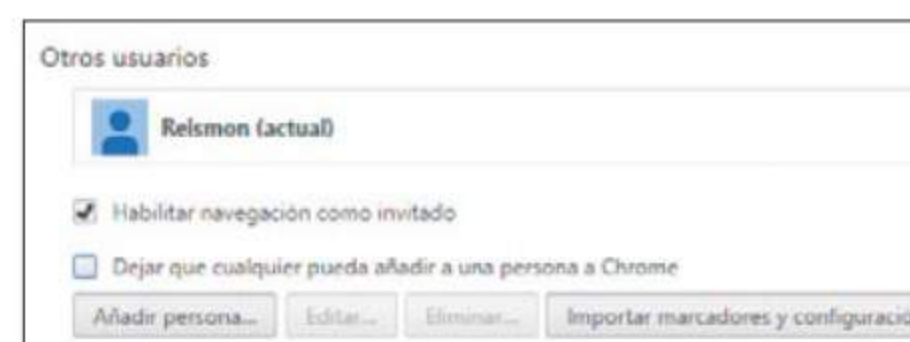 Otros usuarios
Relsmon (actual)
Habilitar navegación como invitado
Dejar que cualquier pueda añadir a una persona a Chrome
Añadir persona... Editar... Eliminar... Importar marcadores y configuració